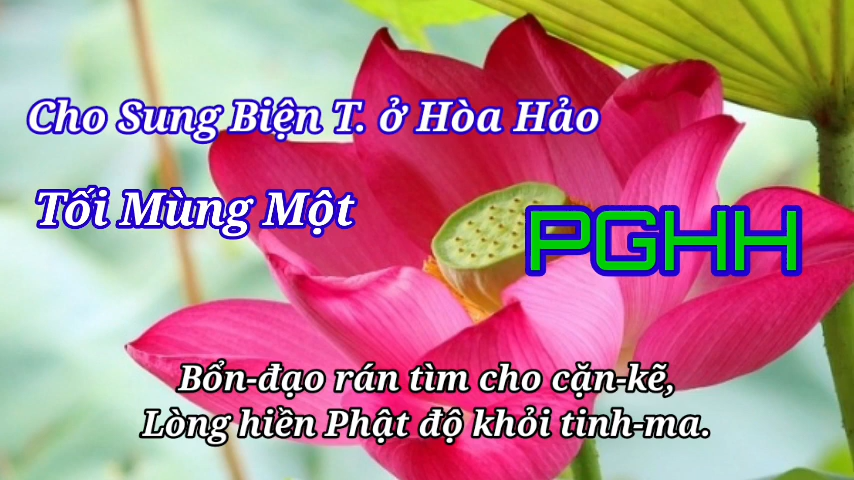 Cho Sung Biện T. ở Hòa Hảo
Tối Mùng Một
PGHH
Bổn-đạo rán tìm cho cặn-kẽ,
Lòng hiền Phật độ khỏi tinh-ma.